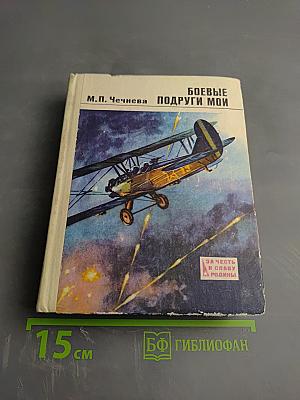 БОЕВЫЕ
М.П. Чечнева ПОДРУГИ МОИ
ЗА ЧЕСТЬ
И СЛАВУ
РОДИНЫ
15 см
БФ ГИБЛИОФАН